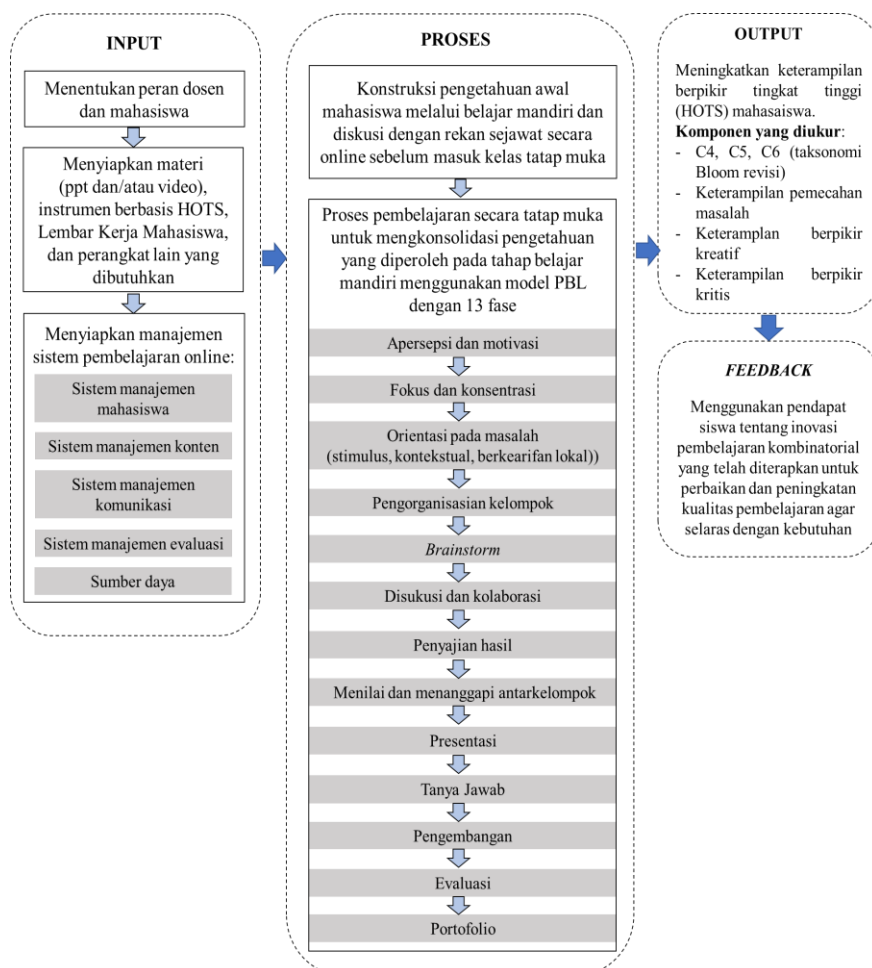 INPUT
Menentukan peran dosen
dan mahasiswa
Menyiapkan materi
(ppt dan/atau video),
instrumen berbasis HOTS,
Lembar Kerja Mahasiswa,
dan perangkat lain yang
dibutuhkan
Menyiapkan manajemen
sistem pembelajaran online:
Sistem manajemen
mahasiswa
Sistem manajemen konten
Sistem manajemen
komunikasi
Sistem manajemen evaluasi
Sumber daya
PROSES
Konstruksi pengetahuan awal
mahasiswa melalui belajar mandiri dan
diskusi dengan rekan sejawat secara
online sebelum masuk kelas tatap muka
Proses pembelajaran secara tatap muka
untuk mengkonsolidasi pengetahuan
yang diperoleh pada tahap belajar
mandiri menggunakan model PBL
dengan 13 fase
Apersepsi dan motivasi
Fokus dan konsentrasi
Orientasi pada masalah
(stimulus, kontekstual, berkearifan lokal))
Pengorganisasian kelompok
Brainstorm
Disukusi dan kolaborasi
Penyajian hasil
Menilai dan menanggapi antarkelompok
Presentasi
Tanya Jawab
Pengembangan
Evaluasi
Portofolio
OUTPUT
Meningkatkan keterampilan
berpikir tingkat tinggi
(HOTS) mahasaiswa.
Komponen yang diukur:
- C4, C5, C6 (taksonomi
Bloom revisi)
- Keterampilan pemecahan
masalah
- Keteramplan berpikir
kreatif
- Keterampilan berpikir
kritis
FEEDBACK
Menggunakan pendapat
siswa tentang inovasi
pembelajaran kombinatorial
yang telah diterapkan untuk
perbaikan dan peningkatan
kualitas pembelajaran agar
selaras dengan kebutuhan